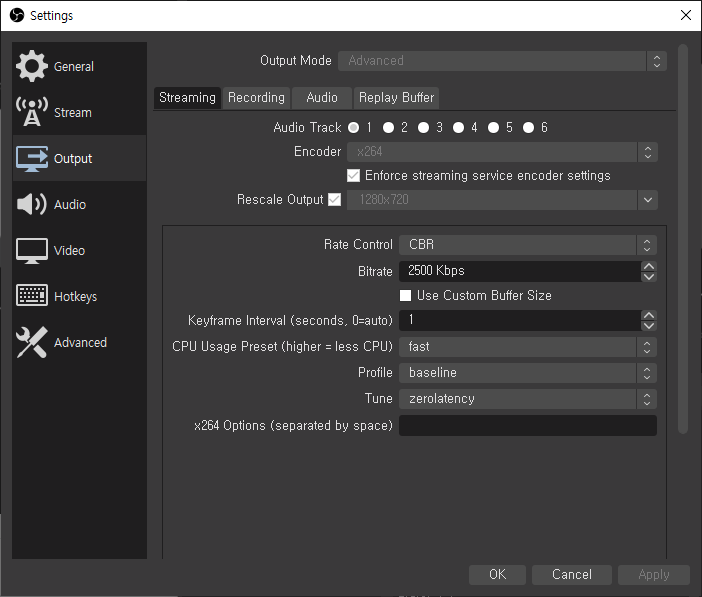 Settings
General
Stream
Output
Audio
Video
Hotkeys
Advanced
Output Mode Advanced
Streaming Recording Audio Replay Buffer
Audio Track 1 2 3 4 5 6
Encoder x264
Enforce streaming service encoder settings
Rescale Output 1280x720
Rate Control CBR
Bitrate 2500 Kbps
Use Custom Buffer Size
Keyframe Interval (seconds, 0=auto) 1
CPU Usage Preset (higher = less CPU) fast
Profile baseline
Tune zerolatency
x264 Options (separated by space)
OK Cancel Apply